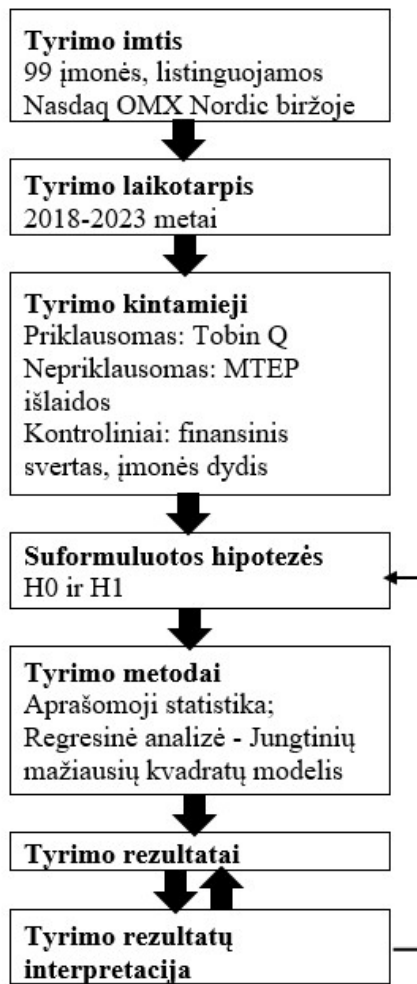 Tyrimo imtis
99 įmonės, listinguojamos
Nasdaq OMX Nordic biržoje
Tyrimo laikotarpis
2018-2023 metai
Tyrimo kintamieji
Priklausomas: Tobin Q
Nepriklausomas: MTEP
išlaidos
Kontroliniai: finansinis
svertas, įmonės dydis
Suformuluotos hipotezės
H0 ir H1
Tyrimo metodai
Aprašomoji statistika;
Regresinė analizė - Jungtinių
mažiausių kvadratų modelis
Tyrimo rezultatai
Tyrimo rezultatų
interpretacija